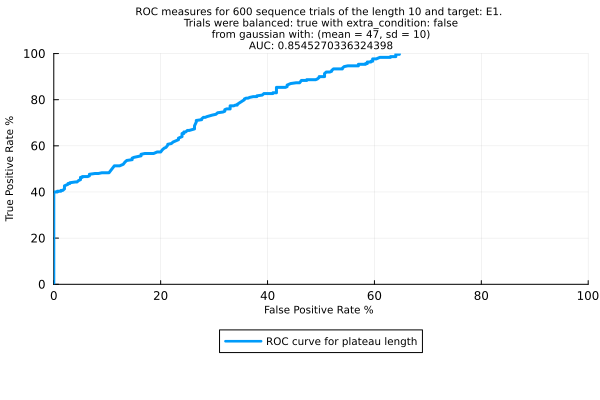 ROC measures for 600 sequence trials of the length 10 and target: E1.
Trials were balanced: true with extra_condition: false
from gaussian with: (mean = 47, sd = 10)
AUC: 0.8545270336324398
100
80
60
40
20
0
True Positive Rate %
0 20 40 60 80 100
False Positive Rate %
ROC curve for plateau length